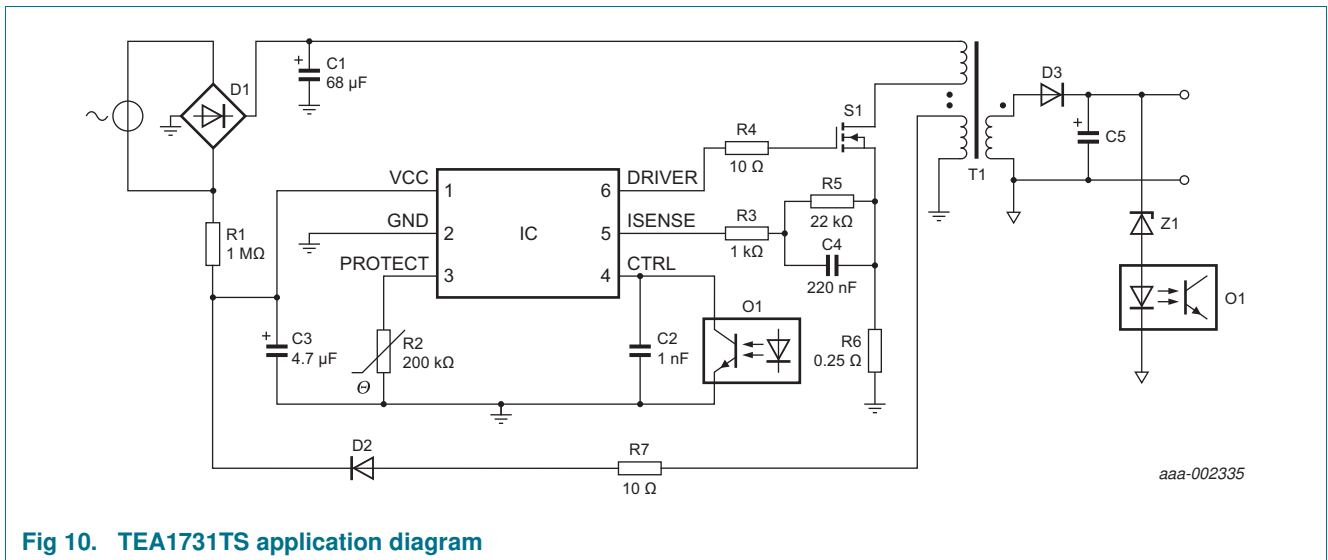 D1
C1
68 µF
VCC
1
GND
2
PROTECT
3
IC
6
DRIVER
5
ISENSE
4
CTRL
R1
1 MΩ
C3
4.7 µF
R2
200 kΩ
Θ
C2
1 nF
O1
R4
10 Ω
S1
R3
1 kΩ
R5
22 kΩ
C4
220 nF
R6
0.25 Ω
T1
D3
C5
Z1
O1
D2
R7
10 Ω
aaa-002335
Fig 10. TEA1731TS application diagram